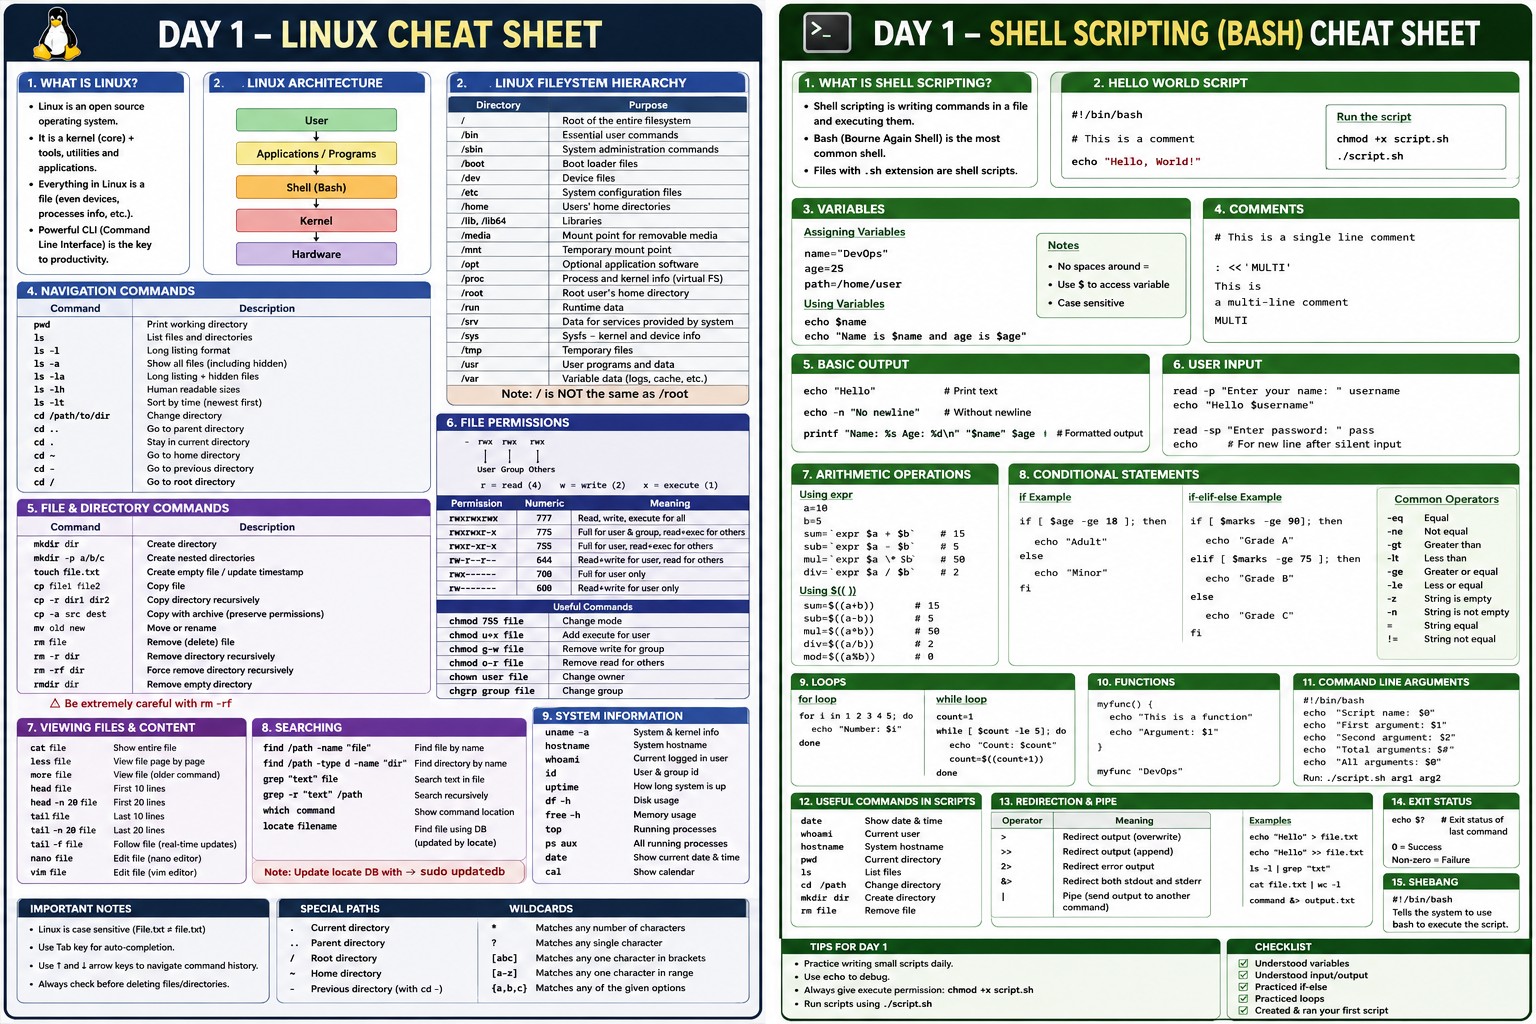 DAY 1 – LINUX CHEAT SHEET
1. WHAT IS LINUX?
• Linux is an open source
operating system.
• It is a kernel (core) +
tools, utilities and
applications.
• Everything in Linux is a
file (even devices,
processes info, etc.).
• Powerful CLI (Command
Line Interface) is the key
to productivity.
2. . LINUX ARCHITECTURE
User
Applications / Programs
Shell (Bash)
Kernel
Hardware
2. . LINUX FILEYSTEM HIERARCHY
Directory Purpose
/ Root of the entire filesystem
/bin Essential user commands
/sbin System administration commands
/boot Boot loader files
/dev Device files
/etc System configuration files
/home Users' home directories
/lib, /lib64 Libraries
/media Mount point for removable media
/mnt Temporary mount point
/opt Optional application software
/proc Process and kernel info (virtual FS)
/root Root user's home directory
/run Runtime data
/srv Data for services provided by system
/sys Sysfs – kernel and device info
/tmp Temporary files
/usr User programs and data
/var Variable data (logs, cache, etc.)
Note: / is NOT the same as /root
4. NAVIGATION COMMANDS
Command Description
pwd Print working directory
ls List files and directories
ls -l Long listing format
ls -a Show all files (including hidden)
ls -la Long listing + hidden files
ls -lh Human readable sizes
ls -lt Sort by time (newest first)
cd /path/to/dir Change directory
cd .. Go to parent directory
cd . Stay in current directory
cd ~ Go to home directory
cd - Go to previous directory
cd / Go to root directory
5. FILE & DIRECTORY COMMANDS
Command Description
mkdir dir Create directory
mkdir -p a/b/c Create nested directories
touch file.txt Create empty file / update timestamp
cp file1 file2 Copy file
cp -r dir1 dir2 Copy directory recursively
cp -a src dest Copy with archive (preserve permissions)
mv old new Move or rename
rm file Remove (delete) file
rm -r dir Remove directory recursively
rm -rf dir Force remove directory recursively
rmdir dir Remove empty directory
⚠ Be extremely careful with rm -rf
6. FILE PERMISSIONS
- rwx rwx rwx
User Group Others
r = read (4) w = write (2) x = execute (1)
Permission Numeric Meaning
rwxrwxrwx 777 Read, write, execute for all
rwxrwxr-x 775 Full for user & group, read+exec for others
rwxr-xr-x 7S5 Full for user, read+exec for others
rw-r--r-- 644 Read+write for user, read for others
rwx------ 700 Full for user only
rw------- 600 Read+write for user only
Useful Commands
chmod 7S5 file Change mode
chmod u+x file Add execute for user
chmod g-w file Remove write for group
chmod o-r file Remove read for others
chown user file Change owner
chgrp group file Change group
7. VIEWING FILES & CONTENT
cat file Show entire file
less file View file page by page
more file View file (older command)
head file First 10 lines
head -n 20 file First 20 lines
tail file Last 10 lines
tail -n 20 file Last 20 lines
tail -f file Follow file (real-time updates)
nano file Edit file (nano editor)
vim file Edit file (vim editor)
8. SEARCHING
find /path -name "file" Find file by name
find /path -type d -name "dir" Find directory by name
grep "text" file Search text in file
grep -r "text" /path Search recursively
which command Show command location
locate filename Find file using DB
(updated by locate)
Note: Update locate DB with → sudo updatedb
9. SYSTEM INFORMATION
uname -a System & kernel info
hostname System hostname
whoami Current logged in user
id User & group id
uptime How long system is up
df -h Disk usage
free -h Memory usage
top Running processes
ps aux All running processes
date Show current date & time
cal Show calendar
IMPORTANT NOTES
• Linux is case sensitive (File.txt ≠ file.txt)
• Use Tab key for auto-completion.
• Use ↑ and ↓ arrow keys to navigate command history.
• Always check before deleting files/directories.
SPECIAL PATHS
. Current directory
.. Parent directory
/ Root directory
~ Home directory
- Previous directory (with cd -)
WILDCARDS
* Matches any number of characters
? Matches any single character
[abc] Matches any one character in brackets
[a-z] Matches any one character in range
{a,b,c} Matches any of the given options
>_ DAY 1 – SHELL SCRIPTING (BASH) CHEAT SHEET
1. WHAT IS SHELL SCRIPTING?
• Shell scripting is writing commands in a file
and executing them.
• Bash (Bourne Again Shell) is the most
common shell.
• Files with .sh extension are shell scripts.
2. HELLO WORLD SCRIPT
#!/bin/bash
# This is a comment
echo "Hello, World!"
Run the script
chmod +x script.sh
./script.sh
3. VARIABLES
Assigning Variables
name="DevOps"
age=25
path=/home/user
Using Variables
echo $name
echo "Name is $name and age is $age"
Notes
• No spaces around =
• Use $ to access variable
• Case sensitive
4. COMMENTS
# This is a single line comment
: <<'MULTI'
This is
a multi-line comment
MULTI
5. BASIC OUTPUT
echo "Hello" # Print text
echo -n "No newline" # Without newline
printf "Name: %s Age: %d\n" "$name" $age # Formatted output
6. USER INPUT
read -p "Enter your name: " username
echo "Hello $username"
read -sp "Enter password: " pass
echo # For new line after silent input
7. ARITHMETIC OPERATIONS
Using expr
a=10
b=5
sum=`expr $a + $b` # 15
sub=`expr $a - $b` # 5
mul=`expr $a \* $b` # 50
div=`expr $a / $b` # 2
Using $(( ))
sum=$((a+b)) # 15
sub=$((a-b)) # 5
mul=$((a*b)) # 50
div=$((a/b)) # 2
mod=$((a%b)) # 0
8. CONDITIONAL STATEMENTS
if Example
if [ $age -ge 18 ]; then
echo "Adult"
else
echo "Minor"
fi
if-elif-else Example
if [ $marks -ge 90]; then
echo "Grade A"
elif [ $marks -ge 75 ]; then
echo "Grade B"
else
echo "Grade C"
fi
Common Operators
-eq Equal
-ne Not equal
-gt Greater than
-lt Less than
-ge Greater or equal
-le Less or equal
-z String is empty
-n String is not empty
= String equal
!= String not equal
9. LOOPS
for loop
for i in 1 2 3 4 5; do
echo "Number: $i"
done
while loop
count=1
while [ $count -le 5]; do
echo "Count: $count"
count=$((count+1))
done
10. FUNCTIONS
myfunc() {
echo "This is a function"
echo "Argument: $1"
}
myfunc "DevOps"
11. COMMAND LINE ARGUMENTS
#!/bin/bash
echo "Script name: $0"
echo "First argument: $1"
echo "Second argument: $2"
echo "Total arguments: $#"
echo "All arguments: $@"
Run: ./script.sh arg1 arg2
12. USEFUL COMMANDS IN SCRIPTS
date Show date & time
whoami Current user
hostname System hostname
pwd Current directory
ls List files
cd /path Change directory
mkdir dir Create directory
rm file Remove file
13. REDIRECTION & PIPE
Operator Meaning
> Redirect output (overwrite)
>> Redirect output (append)
2> Redirect error output
&> Redirect both stdout and stderr
| Pipe (send output to another
command)
Examples
echo "Hello" > file.txt
echo "Hello" >> file.txt
ls -l | grep "txt"
cat file.txt | wc -l
command &> output.txt
14. EXIT STATUS
echo $? # Exit status of
last command
0 = Success
Non-zero = Failure
15. SHEBANG
#!/bin/bash
Tells the system to use
bash to execute the script.
TIPS FOR DAY 1
• Practice writing small scripts daily.
• Use echo to debug.
• Always give execute permission: chmod +x script.sh
• Run scripts using ./script.sh
CHECKLIST
☑ Understood variables
☑ Understood input/output
☑ Practiced if-else
☑ Practiced loops
☑ Created & ran your first script